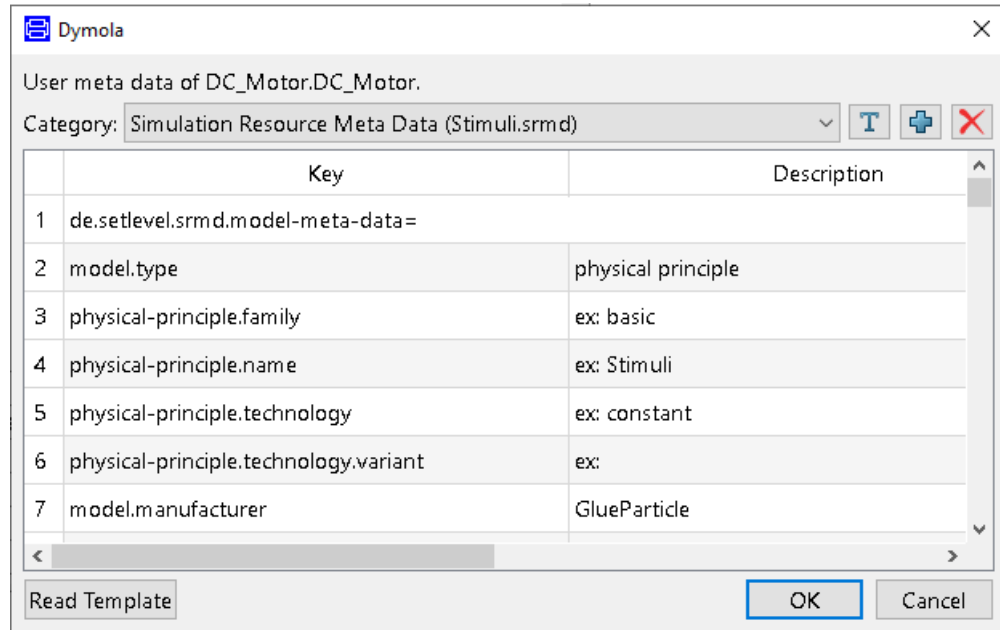 Dymola
User meta data of DC_Motor.DC_Motor.
Category: Simulation Resource Meta Data (Stimuli.srmd) T
Key Description
1 de.setlevel.srmd.model-meta-data=
2 model.type physical principle
3 physical-principle.family ex: basic
4 physical-principle.name ex: Stimuli
5 physical-principle.technology ex: constant
6 physical-principle.technology.variant ex:
7 model.manufacturer GlueParticle
Read Template OK Cancel